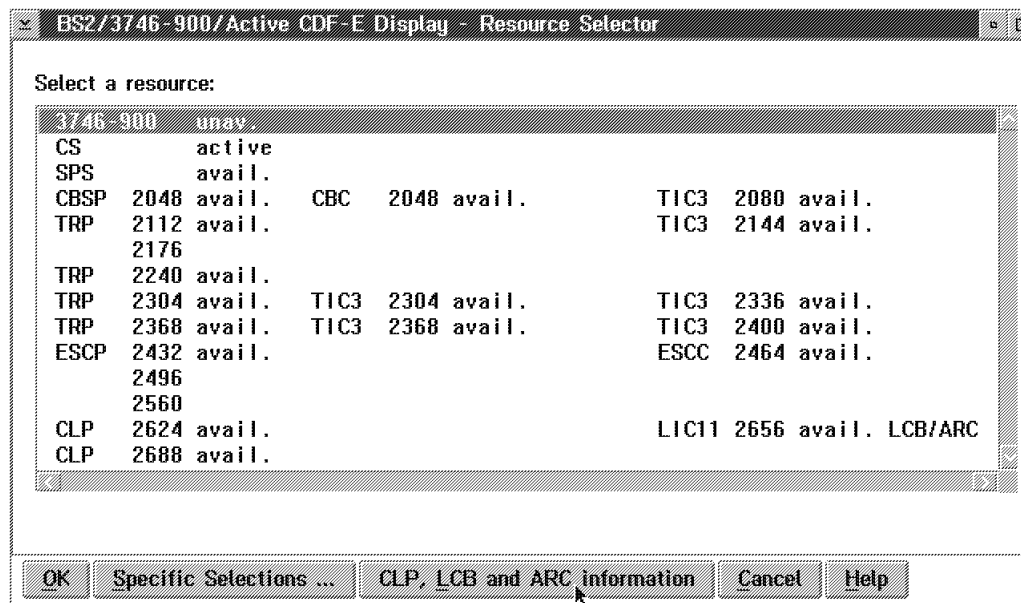 BS2/3746-900/Active CDF-E Display - Resource Selector
Select a resource:
3746-900 unav.
CS active
SPS avail.
CBSP 2048 avail. CBC 2048 avail. TIC3 2080 avail.
TRP 2112 avail. TIC3 2144 avail.
2176
TRP 2240 avail.
TRP 2304 avail. TIC3 2304 avail. TIC3 2336 avail.
TRP 2368 avail. TIC3 2368 avail. TIC3 2400 avail.
ESCP 2432 avail. ESCC 2464 avail.
2496
2560
CLP 2624 avail. LIC11 2656 avail. LCB/ARC
CLP 2688 avail.
OK Specific Selections ... CLP, LCB and ARC information Cancel Help